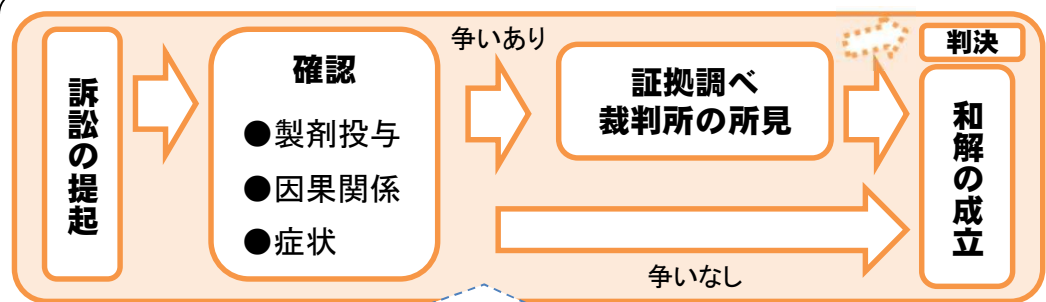 訴訟の提起
確認
●製剤投与
●因果関係
●症状
争いあり
証拠調べ
裁判所の所見
争いなし
判決
和解の成立